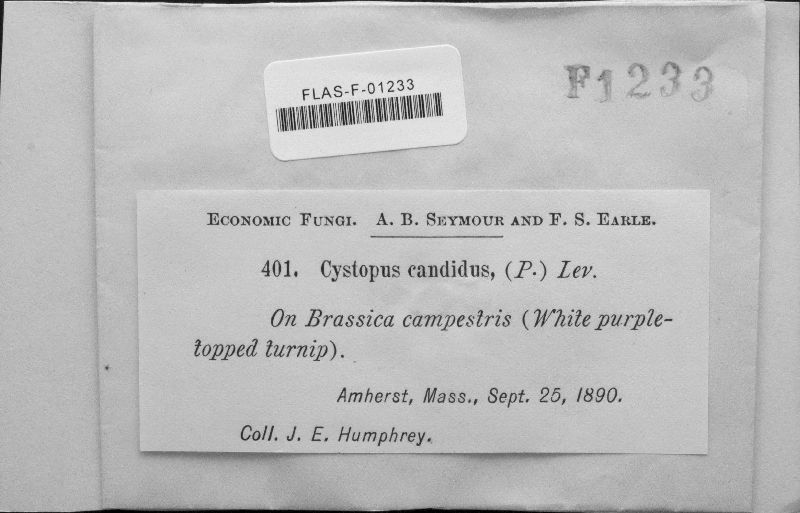 FLAS-F-01233
F1233
Economic Fungi. A. B. Seymour and F. S. Earle.
401. Cystopus candidus, (P.) Lev.
On Brassica campestris (White purple-
topped turnip).
Amherst, Mass., Sept. 25, 1890.
Coll. J. E. Humphrey.